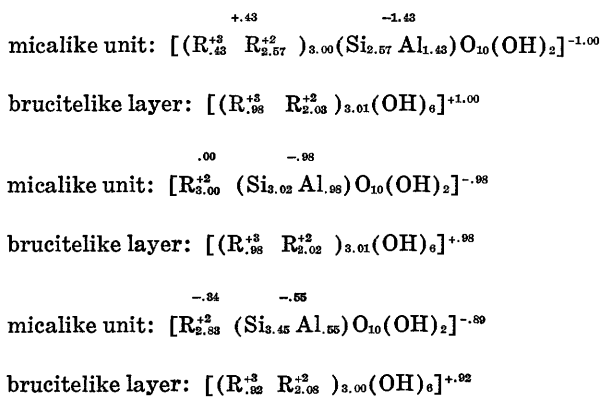 +.43 −1.43
micalike unit: [(R⁺³.₄₃ R⁺²₂.₅₇ )₃.₀₀(Si₂.₅₇ Al₁.₄₃)O₁₀(OH)₂]⁻¹·⁰⁰
brucitelike layer: [(R⁺³.₉₈ R⁺²₂.₀₃ )₃.₀₁(OH)₆]⁺¹·⁰⁰
.00 −.98
micalike unit: [R⁺²₃.₀₀ (Si₃.₀₂ Al.₉₈)O₁₀(OH)₂]⁻·⁹⁸
brucitelike layer: [(R⁺³.₉₈ R⁺²₂.₀₂ )₃.₀₁(OH)₆]⁺·⁹⁸
−.34 −.55
micalike unit: [R⁺²₂.₈₃ (Si₃.₄₅ Al.₅₅)O₁₀(OH)₂]⁻·⁸⁹
brucitelike layer: [(R⁺³.₉₂ R⁺²₂.₀₈ )₃.₀₀(OH)₆]⁺·⁹²